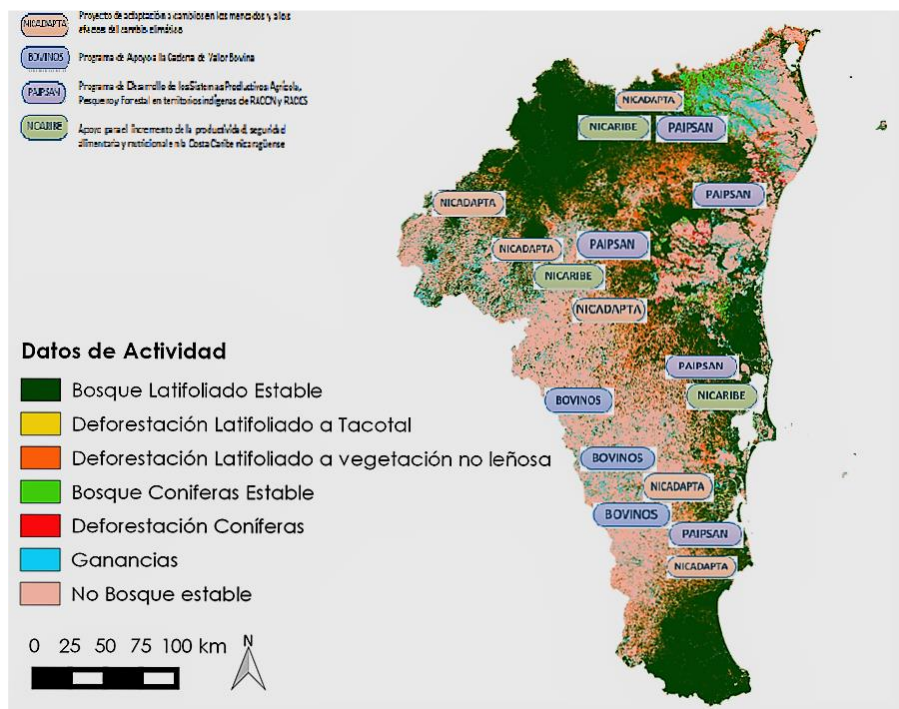 NICADAPTA
Proyecto de adaptación a cambios en los mercados y a los
efectos del cambio climático
BOVINOS
Programa de Apoyo a la Cadena de Valor Bovina
PAIPSAN
Programa de Desarrollo de los Sistemas Productivos Agrícola,
Pesquero y Forestal en territorios indígenas de RACCN y RACCS
NICARIBE
Apoyo para el incremento de la productividad, seguridad
alimentaria y nutricional en la Costa Caribe nicaragüense
NICADAPTA
NICARIBE
PAIPSAN
PAIPSAN
NICADAPTA
NICADAPTA
PAIPSAN
NICARIBE
NICADAPTA
PAIPSAN
NICARIBE
BOVINOS
BOVINOS
NICADAPTA
BOVINOS
PAIPSAN
NICADAPTA
Datos de Actividad
Bosque Latifoliado Estable
Deforestación Latifoliado a Tacotal
Deforestación Latifoliado a vegetación no leñosa
Bosque Coniferas Estable
Deforestación Coníferas
Ganancias
No Bosque estable
0 25 50 75 100 km
N